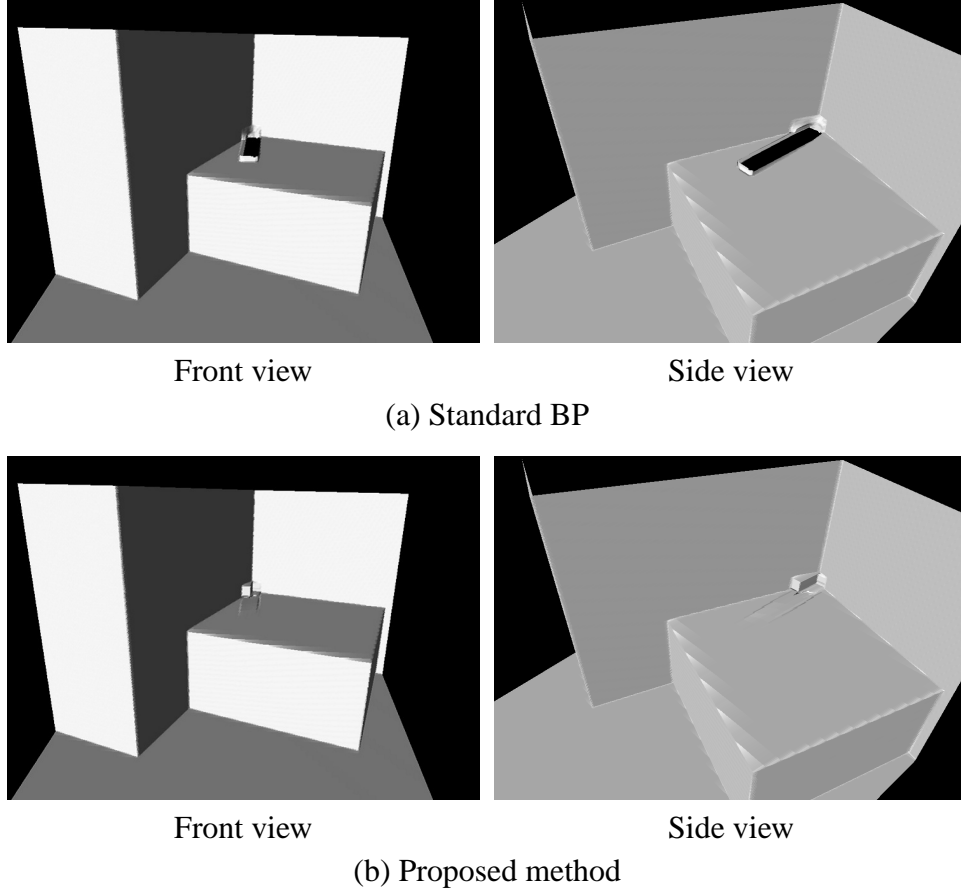 Front view
Side view
(a) Standard BP
Front view
Side view
(b) Proposed method